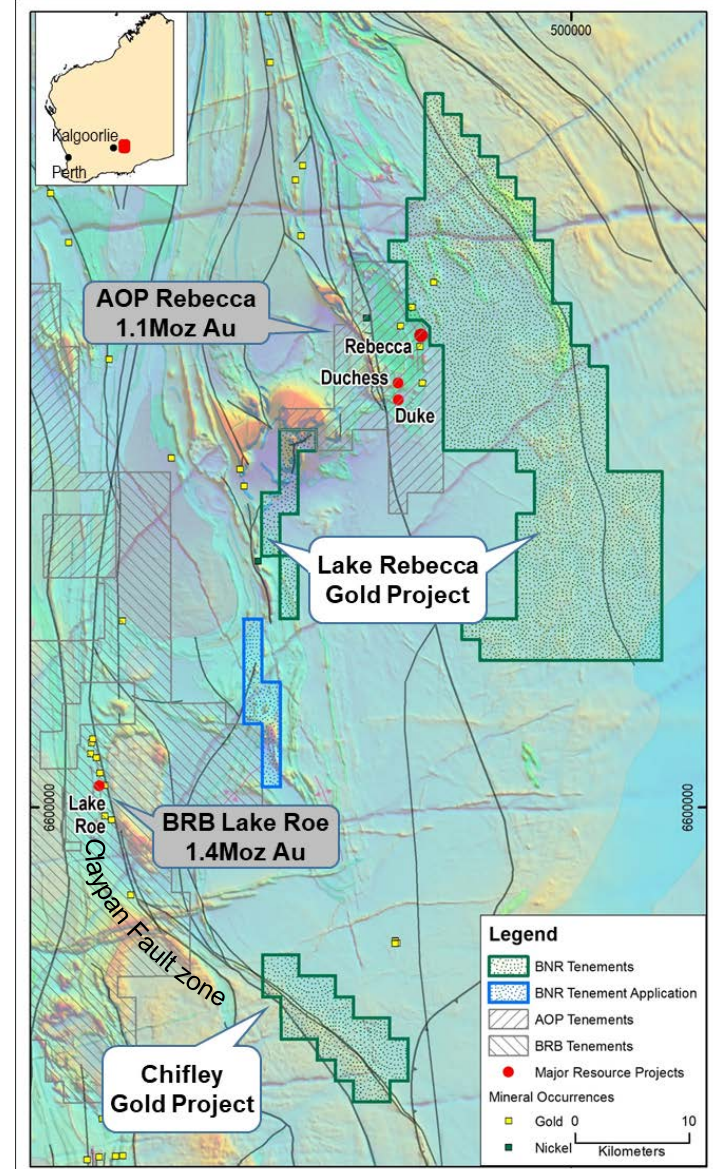 500000
Kalgoorlie
Perth
AOP Rebecca
1.1Moz Au
Rebecca
Duchess
Duke
Lake Rebecca
Gold Project
Lake
Roe
BRB Lake Roe
1.4Moz Au
6600000
6600000
Claypan Fault zone
Chifley
Gold Project
Legend
BNR Tenements
BNR Tenement Application
AOP Tenements
BRB Tenements
Major Resource Projects
Mineral Occurrences
Gold
Nickel
0 10
Kilometers